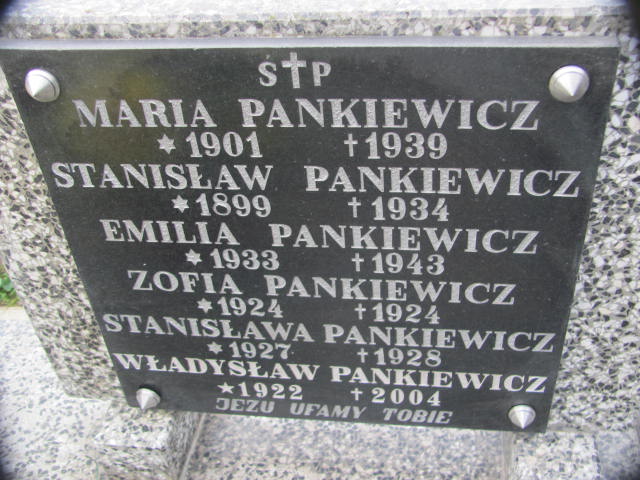 Ś✝P
MARIA PANKIEWICZ
*1901 ✝1939
STANISŁAW PANKIEWICZ
*1899 ✝1934
EMILIA PANKIEWICZ
*1933 ✝1943
ZOFIA PANKIEWICZ
*1924 ✝1924
STANISŁAWA PANKIEWICZ
*1927 ✝1928
WŁADYSŁAW PANKIEWICZ
*1922 ✝2004
JEZU UFAMY TOBIE